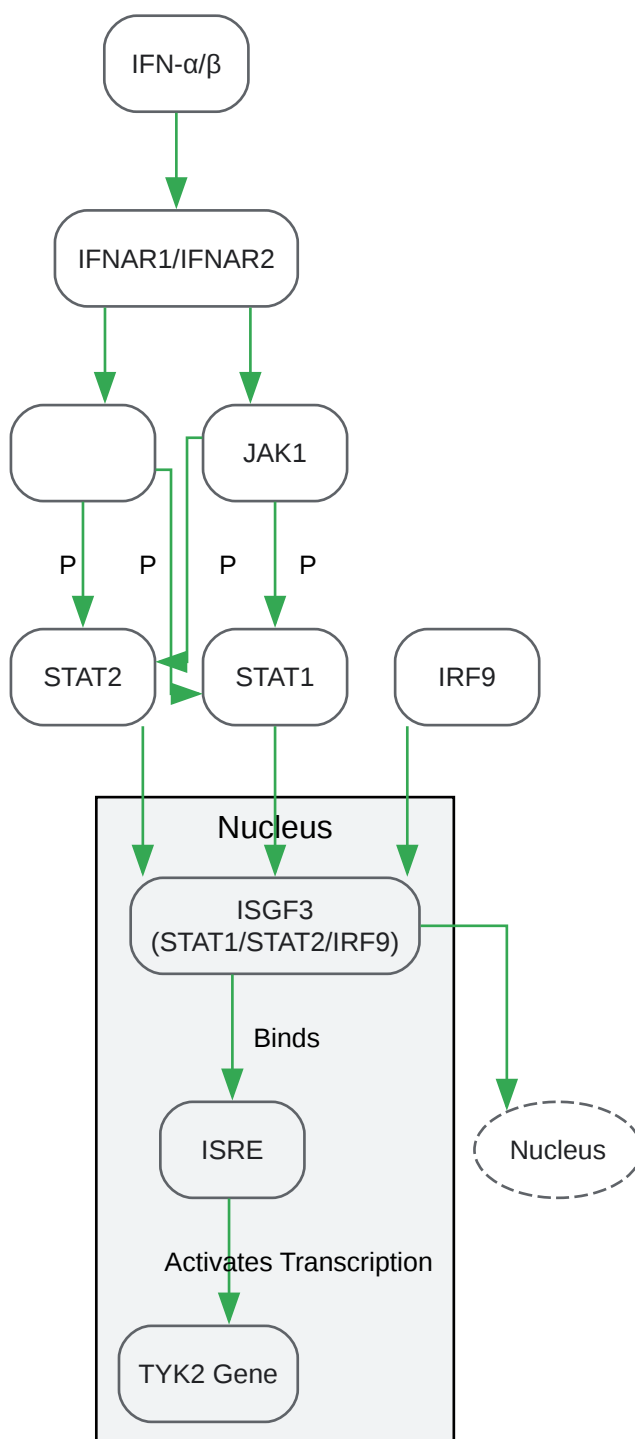 IFN-α/β
IFNAR1/IFNAR2
JAK1
P
P
P
P
STAT2
STAT1
IRF9
Nucleus
ISGF3
(STAT1/STAT2/IRF9)
Binds
ISRE
Nucleus
Activates Transcription
TYK2 Gene